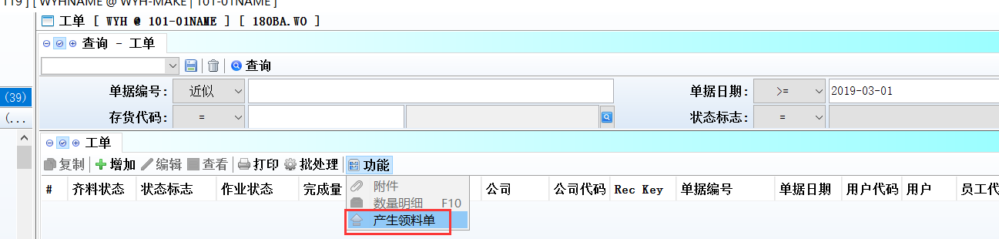 119 ] [ WYHNAME @ WYH-MAKE | 101-01NAME ]
工单 [ WYH @ 101-01NAME ] [ 180BA.WO ]
查询 - 工单
查询
单据编号: 近似 单据日期: >= 2019-03-01
(39)
存货代码: = 状态标志: =
(...
工单
复制 增加 编辑 查看 打印 批处理 功能
# 齐料状态 状态标志 作业状态 完成量 公司 公司代码 Rec Key 单据编号 单据日期 用户代码 用户 员工代
附件
数量明细 F10
产生领料单